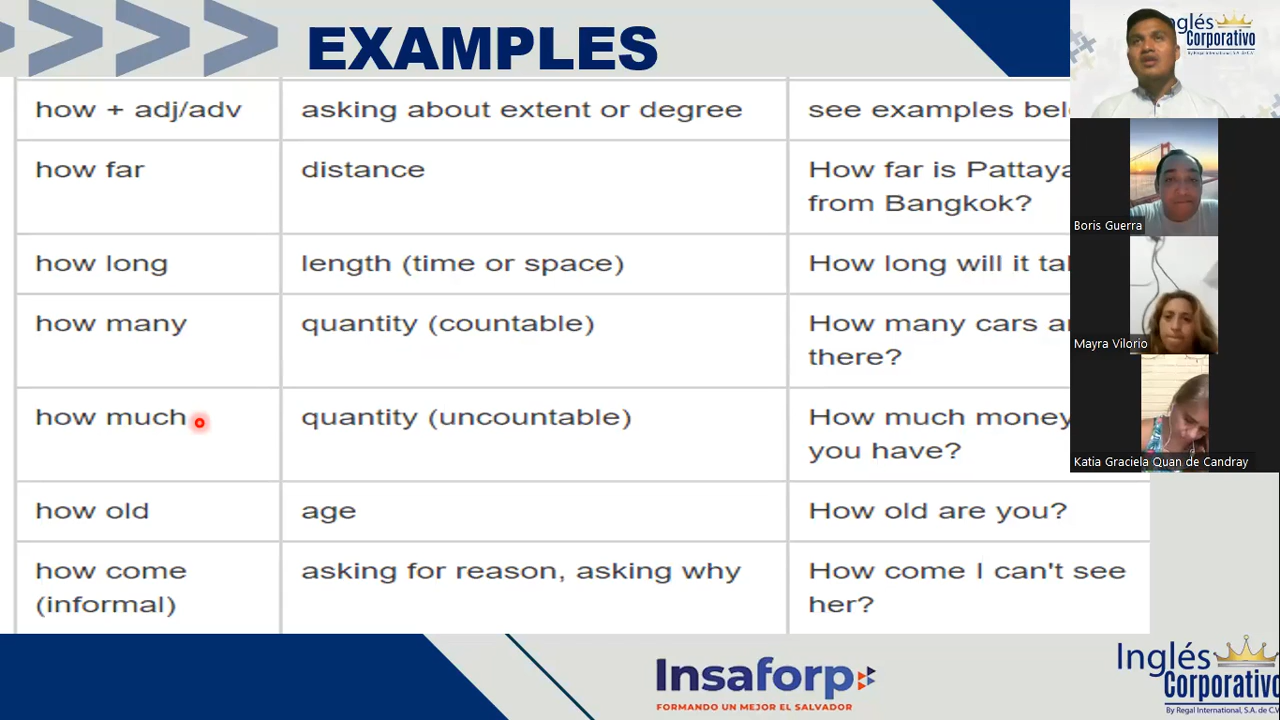 EXAMPLES
how + adj/adv
asking about extent or degree
see examples
how far
distance
How far is Pattaya
from Bangkok?
how long
length (time or space)
How long will it
how many
quantity (countable)
How many cars
there?
how much
quantity (uncountable)
How much money
you have?
how old
age
How old are you?
how come
(informal)
asking for reason, asking why
How come I can't see
her?
Inglés
Corporativo
By Regal International, S.A. de C.V.
Boris Guerra
Mayra Vilorio
Katia Graciela Quan de Candray
Insaforp
FORMANDO UN MEJOR EL SALVADOR
Inglés
Corporativo
By Regal International, S.A. de C.V.